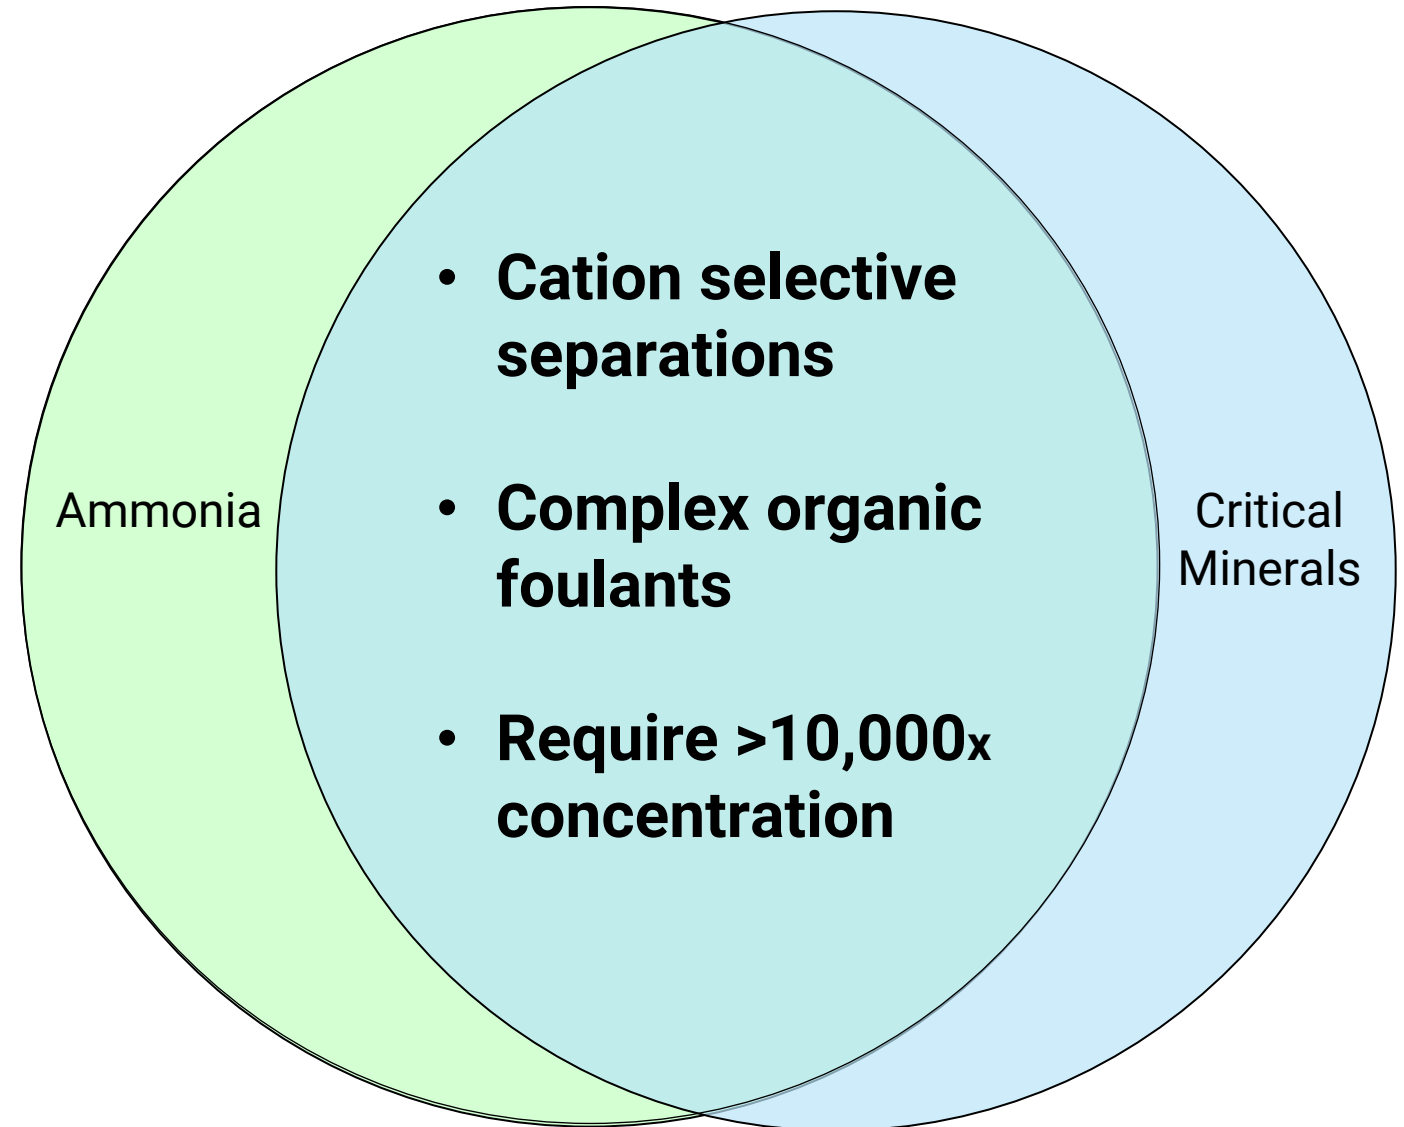 • Cation selective
separations
Ammonia
• Complex organic
foulants
Critical
Minerals
• Require >10,000x
concentration